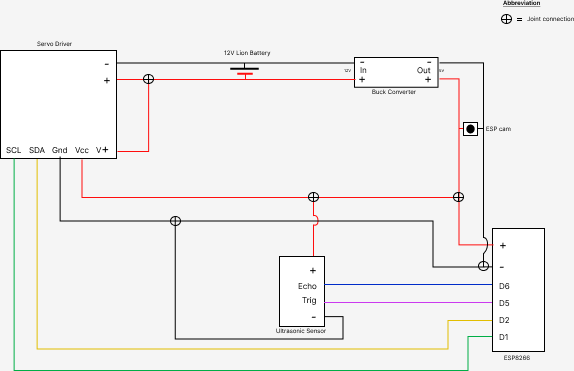 Abbreviation
= Joint connection
Servo Driver
12V Lion Battery
-
+
- -
12V In Out 5V
+ +
Buck Converter
ESP cam
SCL SDA Gnd Vcc V+
+
-
D6
D5
D2
D1
ESP8266
+
Echo
Trig
-
Ultrasonic Sensor